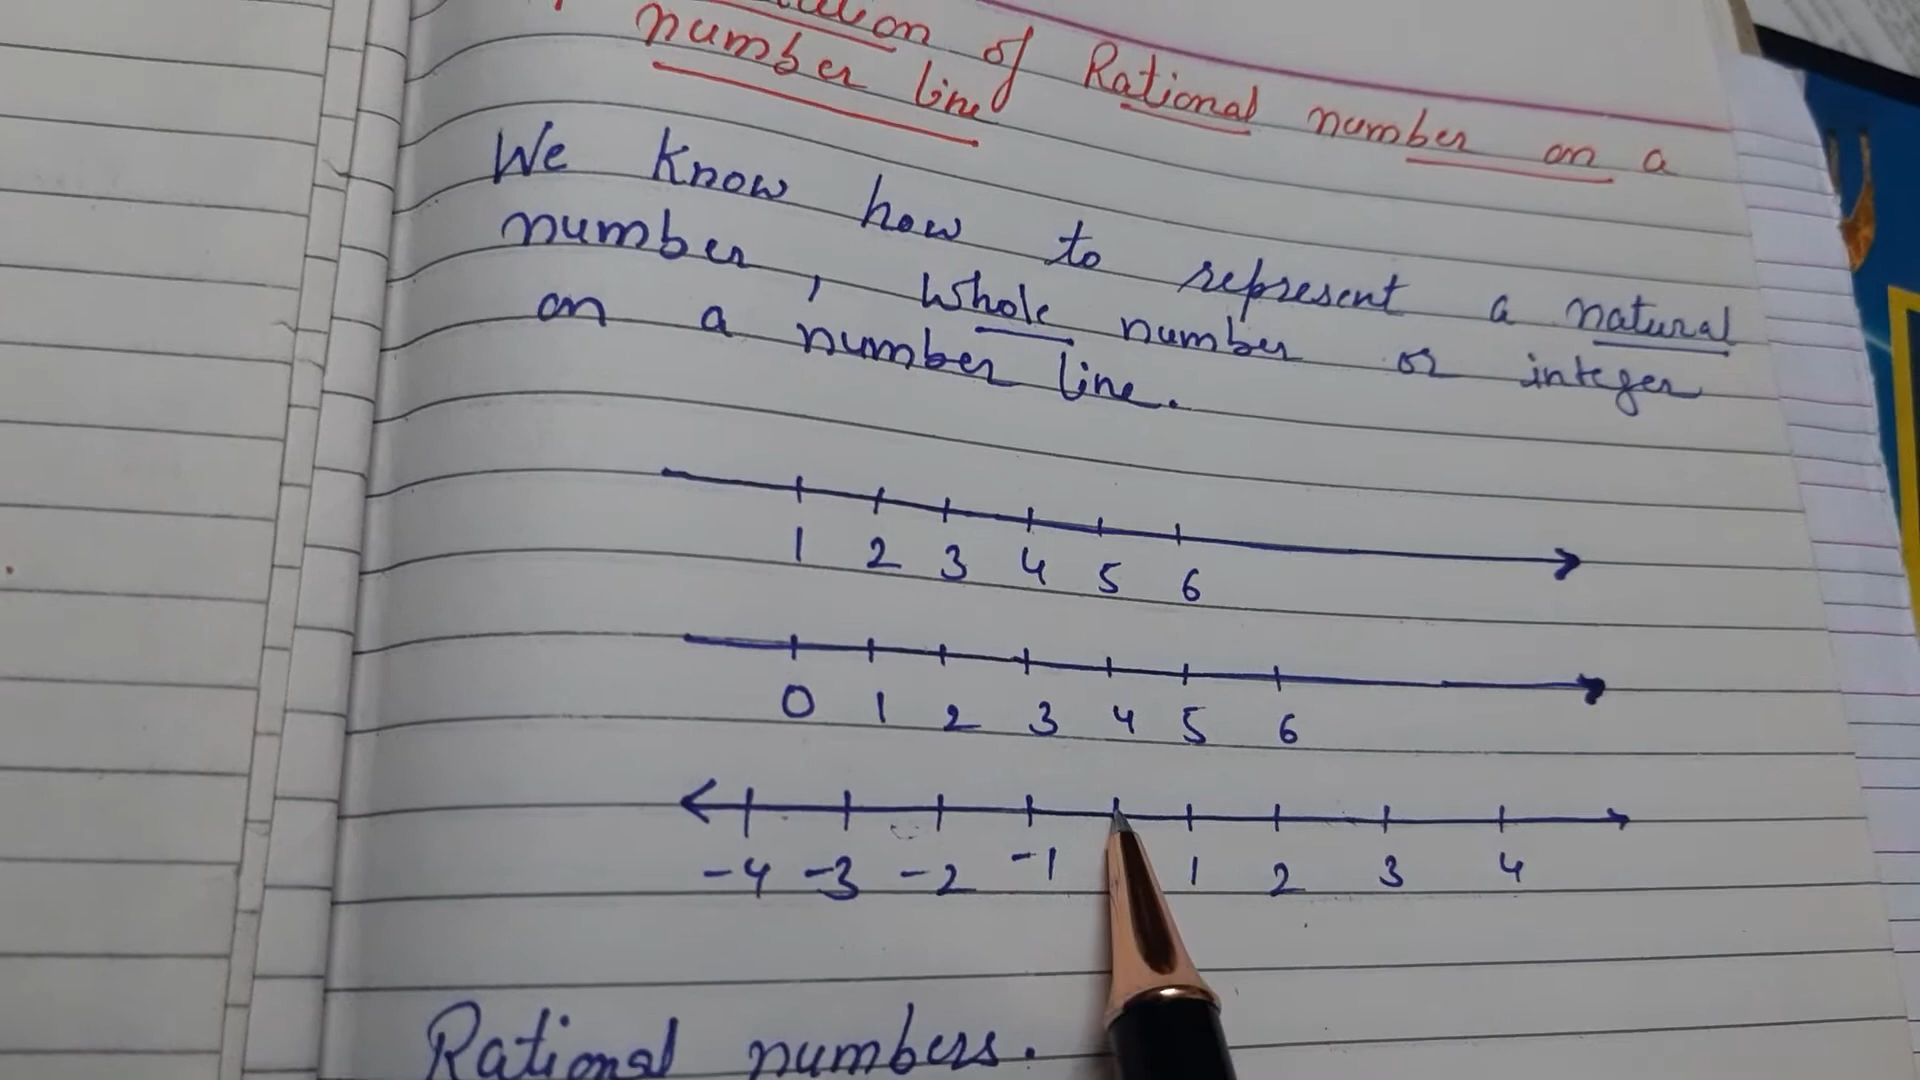 of Rational number on a
number line
We know how to represent a natural
number, whole number or integer
on a number line.
1 2 3 4 5 6
0 1 2 3 4 5 6
-4 -3 -2 -1 1 2 3 4
Rational numbers.